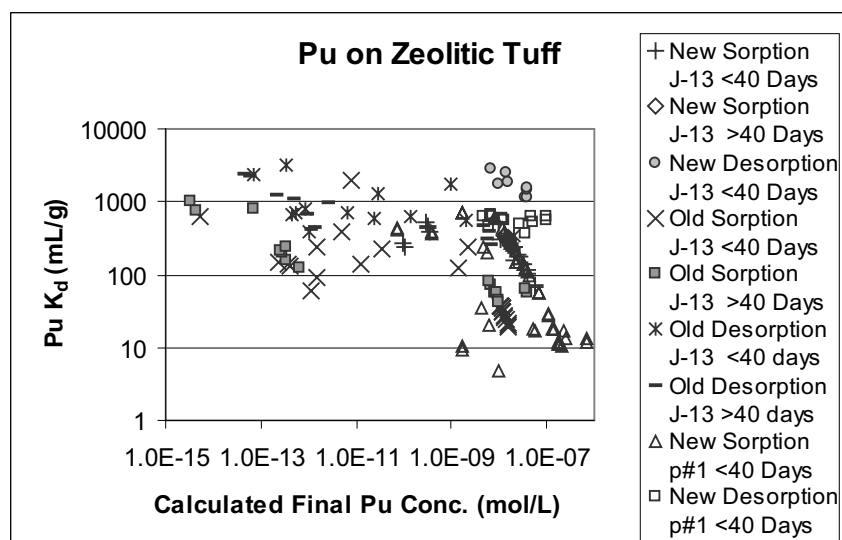 Pu on Zeolitic Tuff
Pu Kd (mL/g)
10000
1000
100
10
1
1.0E-15 1.0E-13 1.0E-11 1.0E-09 1.0E-07
Calculated Final Pu Conc. (mol/L)
New Sorption
J-13 <40 Days
New Sorption
J-13 >40 Days
New Desorption
J-13 <40 Days
Old Sorption
J-13 <40 Days
Old Sorption
J-13 >40 Days
Old Desorption
J-13 <40 days
Old Desorption
J-13 >40 days
New Sorption
p#1 <40 Days
New Desorption
p#1 <40 Days